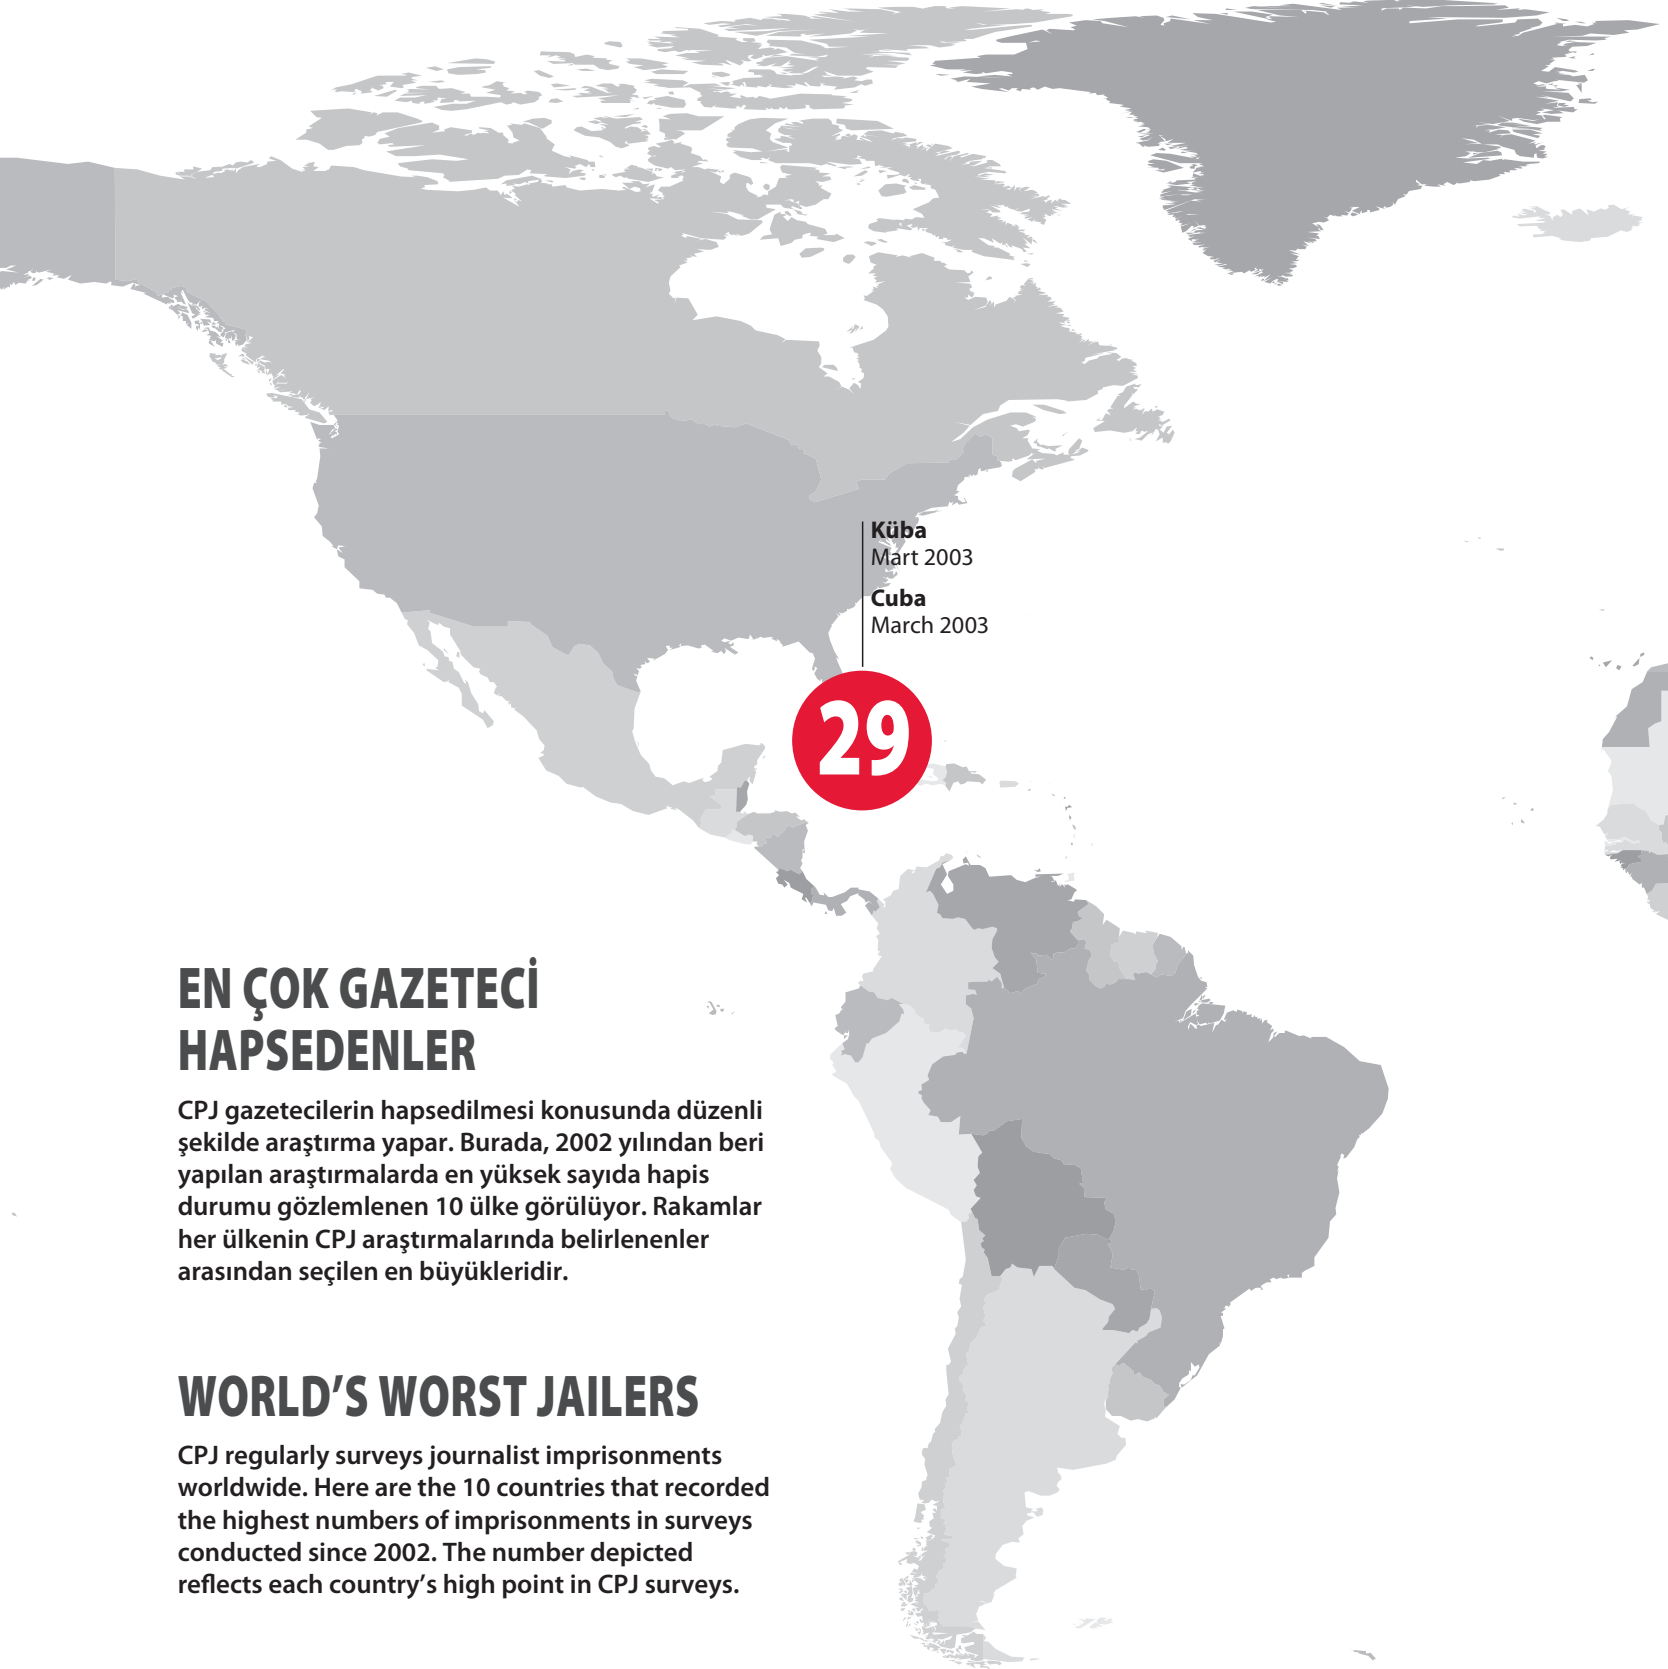 Küba
Mart 2003
Cuba
March 2003
29
EN ÇOK GAZETECİ
HAPSEDENLER
CPJ gazetecilerin hapsedilmesi konusunda düzenli
şekilde araştırma yapar. Burada, 2002 yılından beri
yapılan araştırmalarda en yüksek sayıda hapis
durumu gözlemlenen 10 ülke görülüyor. Rakamlar
her ülkenin CPJ araştırmalarında belirlenenler
arasından seçilen en büyükleridir.
WORLD’S WORST JAILERS
CPJ regularly surveys journalist imprisonments
worldwide. Here are the 10 countries that recorded
the highest numbers of imprisonments in surveys
conducted since 2002. The number depicted
reflects each country’s high point in CPJ surveys.